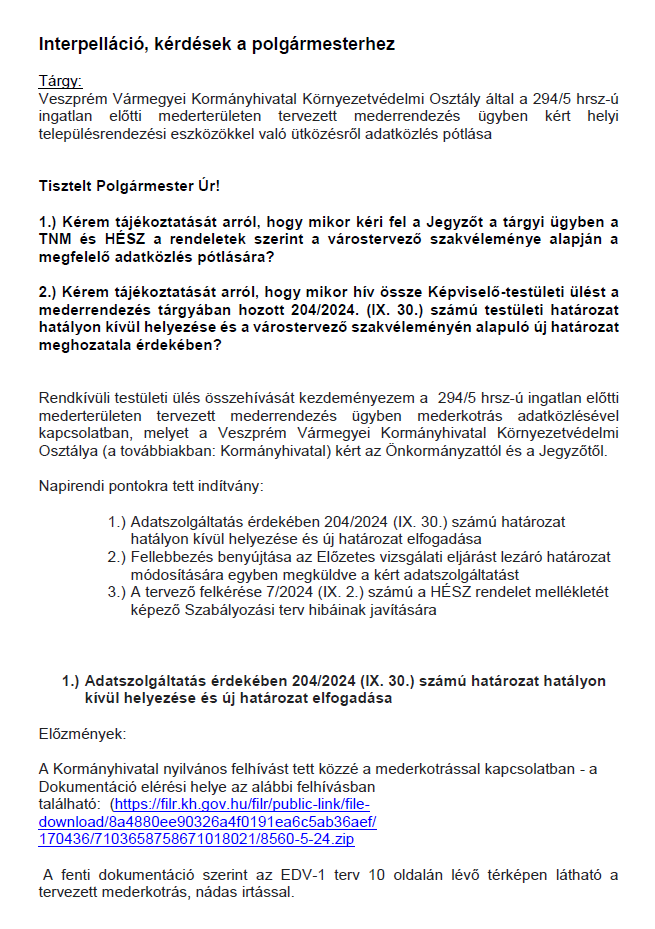 Interpelláció, kérdések a polgármesterhez
Tárgy:
Veszprém Vármegyei Kormányhivatal Környezetvédelmi Osztály által a 294/5 hrsz-ú
ingatlan előtti mederterületen tervezett mederrendezés ügyben kért helyi
településrendezési eszközökkel való ütközésről adatközlés pótlása
Tisztelt Polgármester Úr!
1.) Kérem tájékoztatását arról, hogy mikor kéri fel a Jegyzőt a tárgyi ügyben a
TNM és HÉSZ a rendeletek szerint a várostervező szakvéleménye alapján a
megfelelő adatközlés pótlására?
2.) Kérem tájékoztatását arról, hogy mikor hív össze Képviselő-testületi ülést a
mederrendezés tárgyában hozott 204/2024. (IX. 30.) számú testületi határozat
hatályon kívül helyezése és a várostervező szakvéleményén alapuló új határozat
meghozatala érdekében?
Rendkívüli testületi ülés összehívását kezdeményezem a  294/5 hrsz-ú ingatlan előtti
mederterületen tervezett mederrendezés ügyben mederkotrás adatközlésével
kapcsolatban, melyet a Veszprém Vármegyei Kormányhivatal Környezetvédelmi
Osztálya (a továbbiakban: Kormányhivatal) kért az Önkormányzattól és a Jegyzőtől.
Napirendi pontokra tett indítvány:
1.) Adatszolgáltatás érdekében 204/2024 (IX. 30.) számú határozat
hatályon kívül helyezése és új határozat elfogadása
2.) Fellebbezés benyújtása az Előzetes vizsgálati eljárást lezáró határozat
módosítására egyben megküldve a kért adatszolgáltatást
3.) A tervező felkérése 7/2024 (IX. 2.) számú a HÉSZ rendelet mellékletét
képező Szabályozási terv hibáinak javítására
1.) Adatszolgáltatás érdekében 204/2024 (IX. 30.) számú határozat hatályon
kívül helyezése és új határozat elfogadása
Előzmények:
A Kormányhivatal nyilvános felhívást tett közzé a mederkotrással kapcsolatban - a
Dokumentáció elérési helye az alábbi felhívásban
található:  (https://filr.kh.gov.hu/filr/public-link/file-
download/8a4880ee90326a4f0191ea6c5ab36aef/
170436/7103658758671018021/8560-5-24.zip
A fenti dokumentáció szerint az EDV-1 terv 10 oldalán lévő térképen látható a
tervezett mederkotrás, nádas irtással.